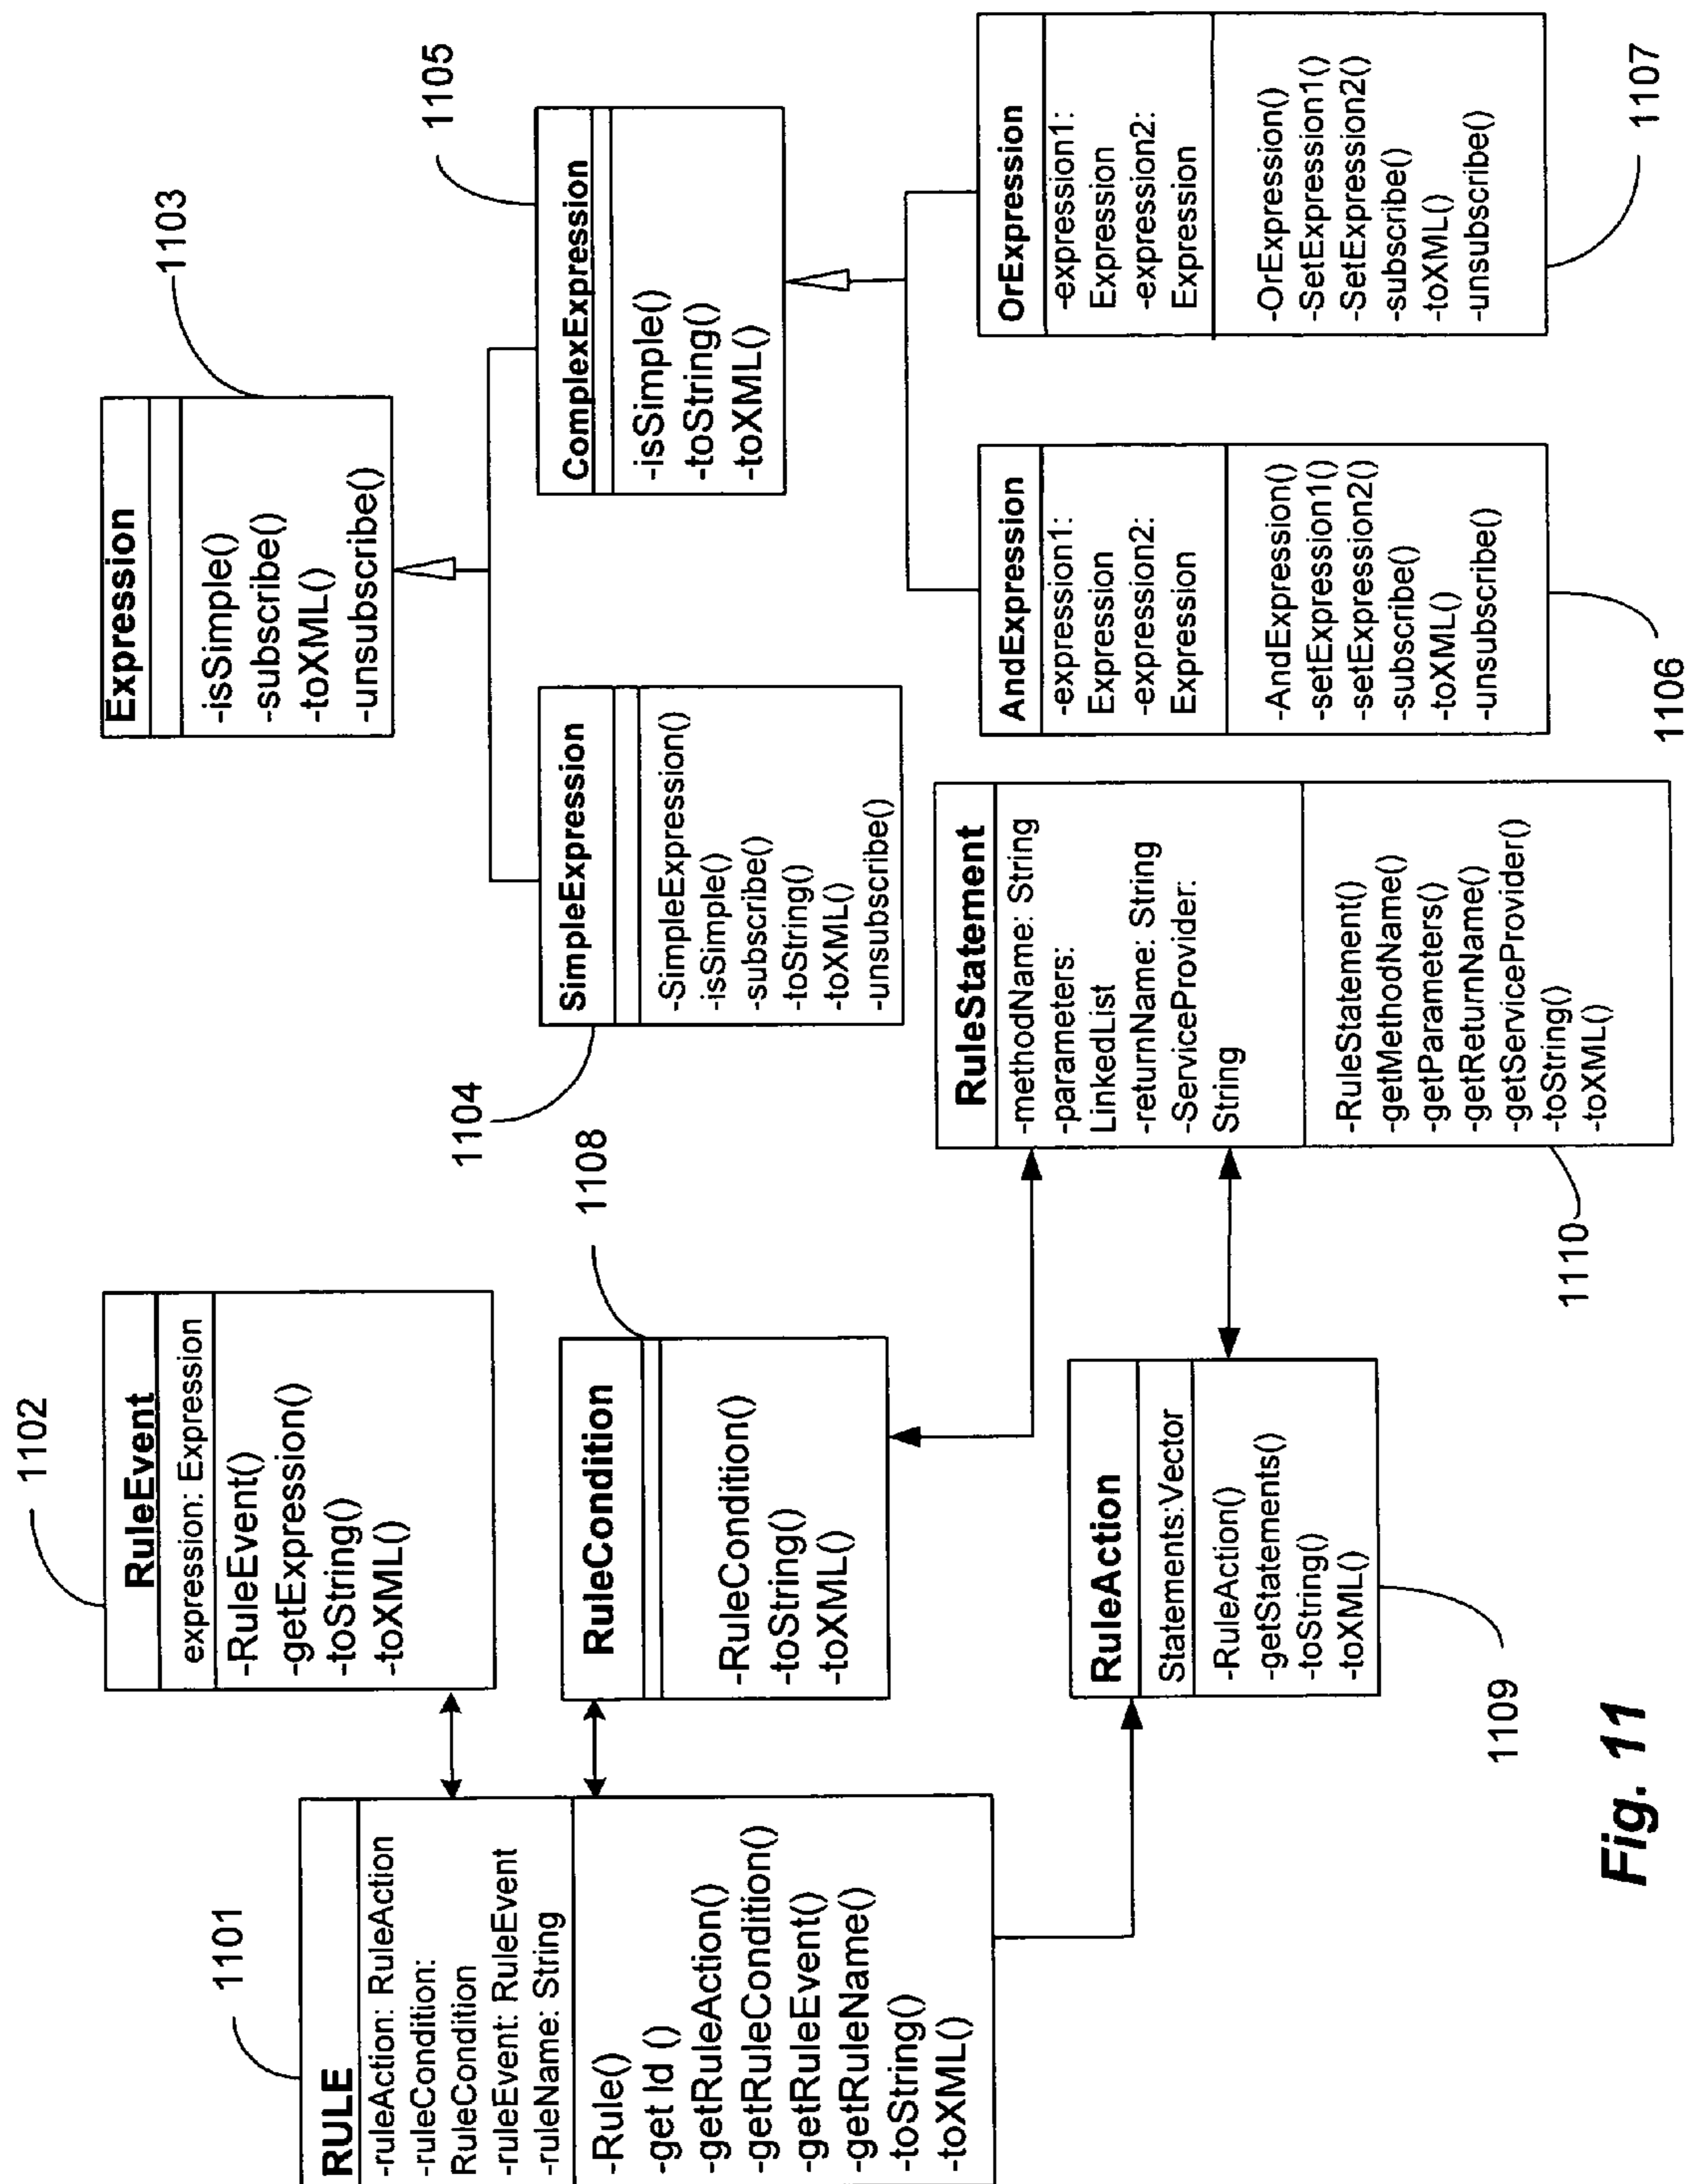 1101
RULE
-ruleAction: RuleAction
-ruleCondition:
RuleCondition
-ruleEvent: RuleEvent
-ruleName: String
-Rule()
-get Id ()
-getRuleAction()
-getRuleCondition()
-getRuleEvent()
-getRuleName()
-toString()
-toXML()
1102
RuleEvent
expression: Expression
-RuleEvent()
-getExpression()
-toString()
-toXML()
1108
RuleCondition
-RuleCondition()
-toString()
-toXML()
RuleAction
Statements:Vector
-RuleAction()
-getStatements()
-toString()
-toXML()
1109
1103
Expression
-isSimple()
-subscribe()
-toXML()
-unsubscribe()
1104
SimpleExpression
-SimpleExpression()
-isSimple()
-subscribe()
-toString()
-toXML()
-unsubscribe()
1105
ComplexExpression
-isSimple()
-toString()
-toXML()
RuleStatement
-methodName: String
-parameters:
LinkedList
-returnName: String
-ServiceProvider:
String
-RuleStatement()
-getMethodName()
-getParameters()
-getReturnName()
-getServiceProvider()
-toString()
-toXML()
1110
AndExpression
-expression1:
Expression
-expression2:
Expression
-AndExpression()
-setExpression1()
-setExpression2()
-subscribe()
-toXML()
-unsubscribe()
1106
OrExpression
-expression1:
Expression
-expression2:
Expression
-OrExpression()
-SetExpression1()
-SetExpression2()
-subscribe()
-toXML()
-unsubscribe()
1107
Fig. 11